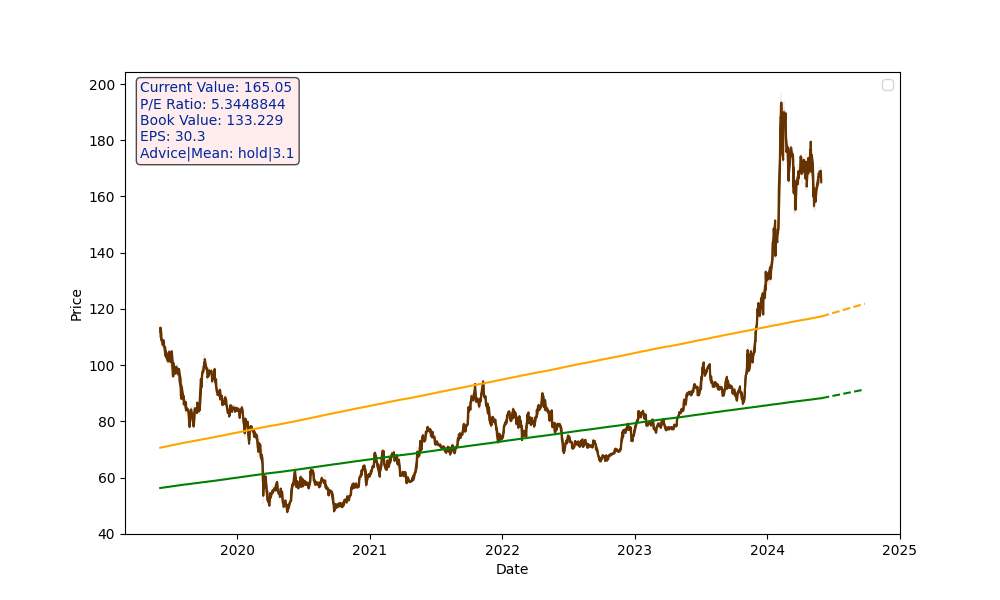 Current Value: 165.05
P/E Ratio: 5.3448844
Book Value: 133.229
EPS: 30.3
Advice|Mean: hold|3.1
200
180
160
140
120
100
80
60
40
Price
2020 2021 2022 2023 2024 2025
Date